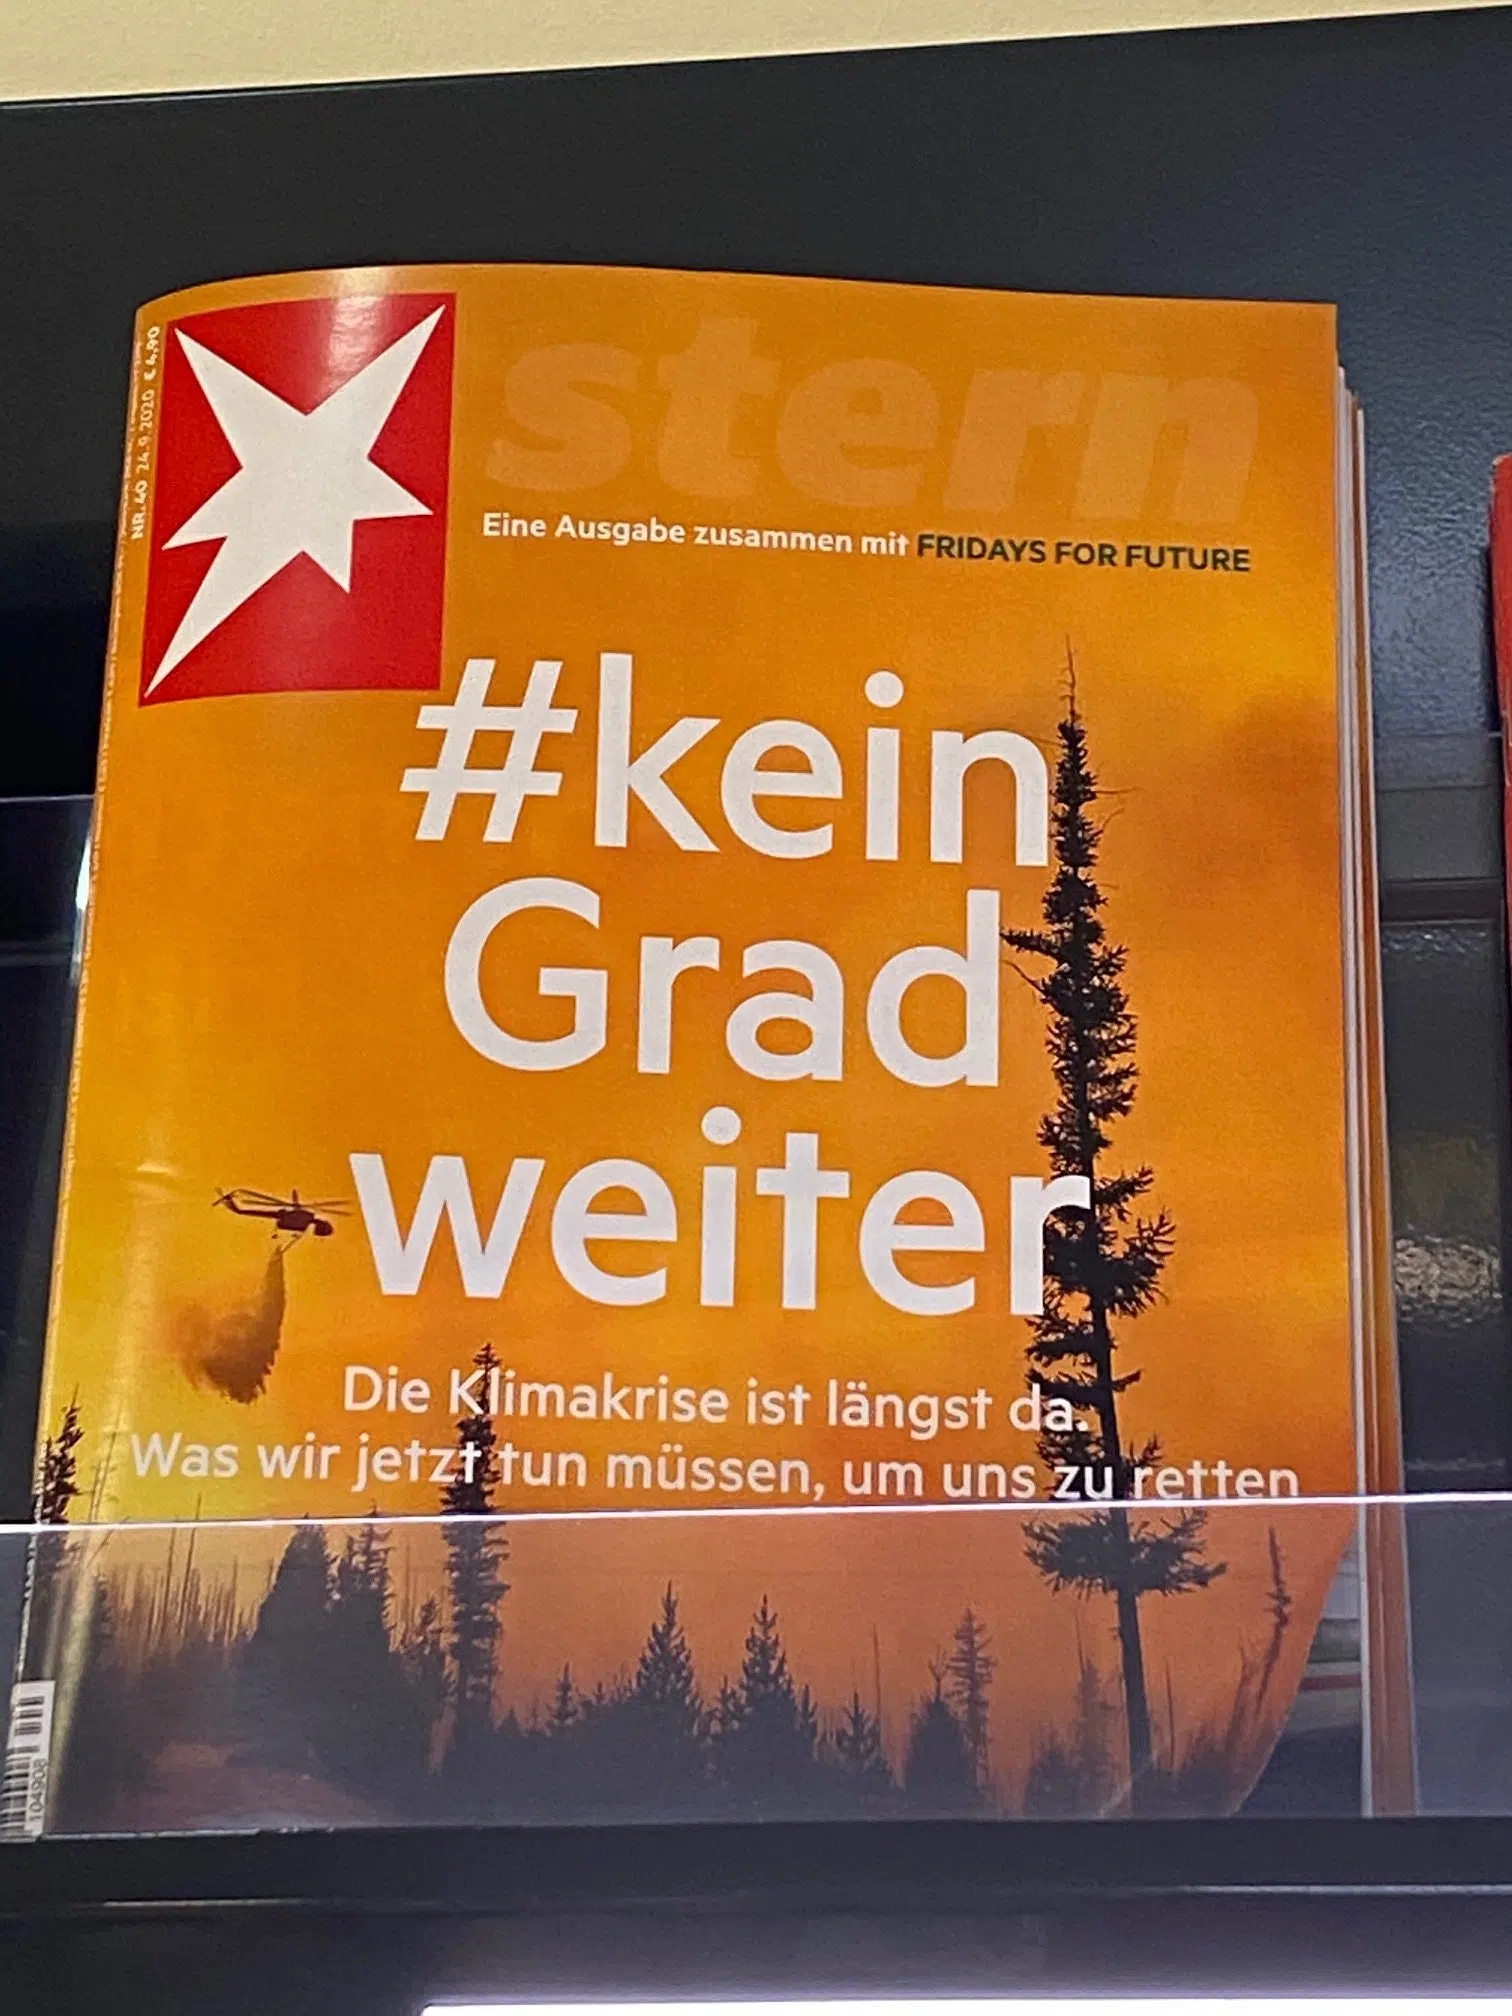 NR. 40 24.9.2020 € 4,90
stern
Eine Ausgabe zusammen mit FRIDAYS FOR FUTURE
#kein
Grad
weiter
Die Klimakrise ist längst da.
Was wir jetzt tun müssen, um uns zu retten
104908